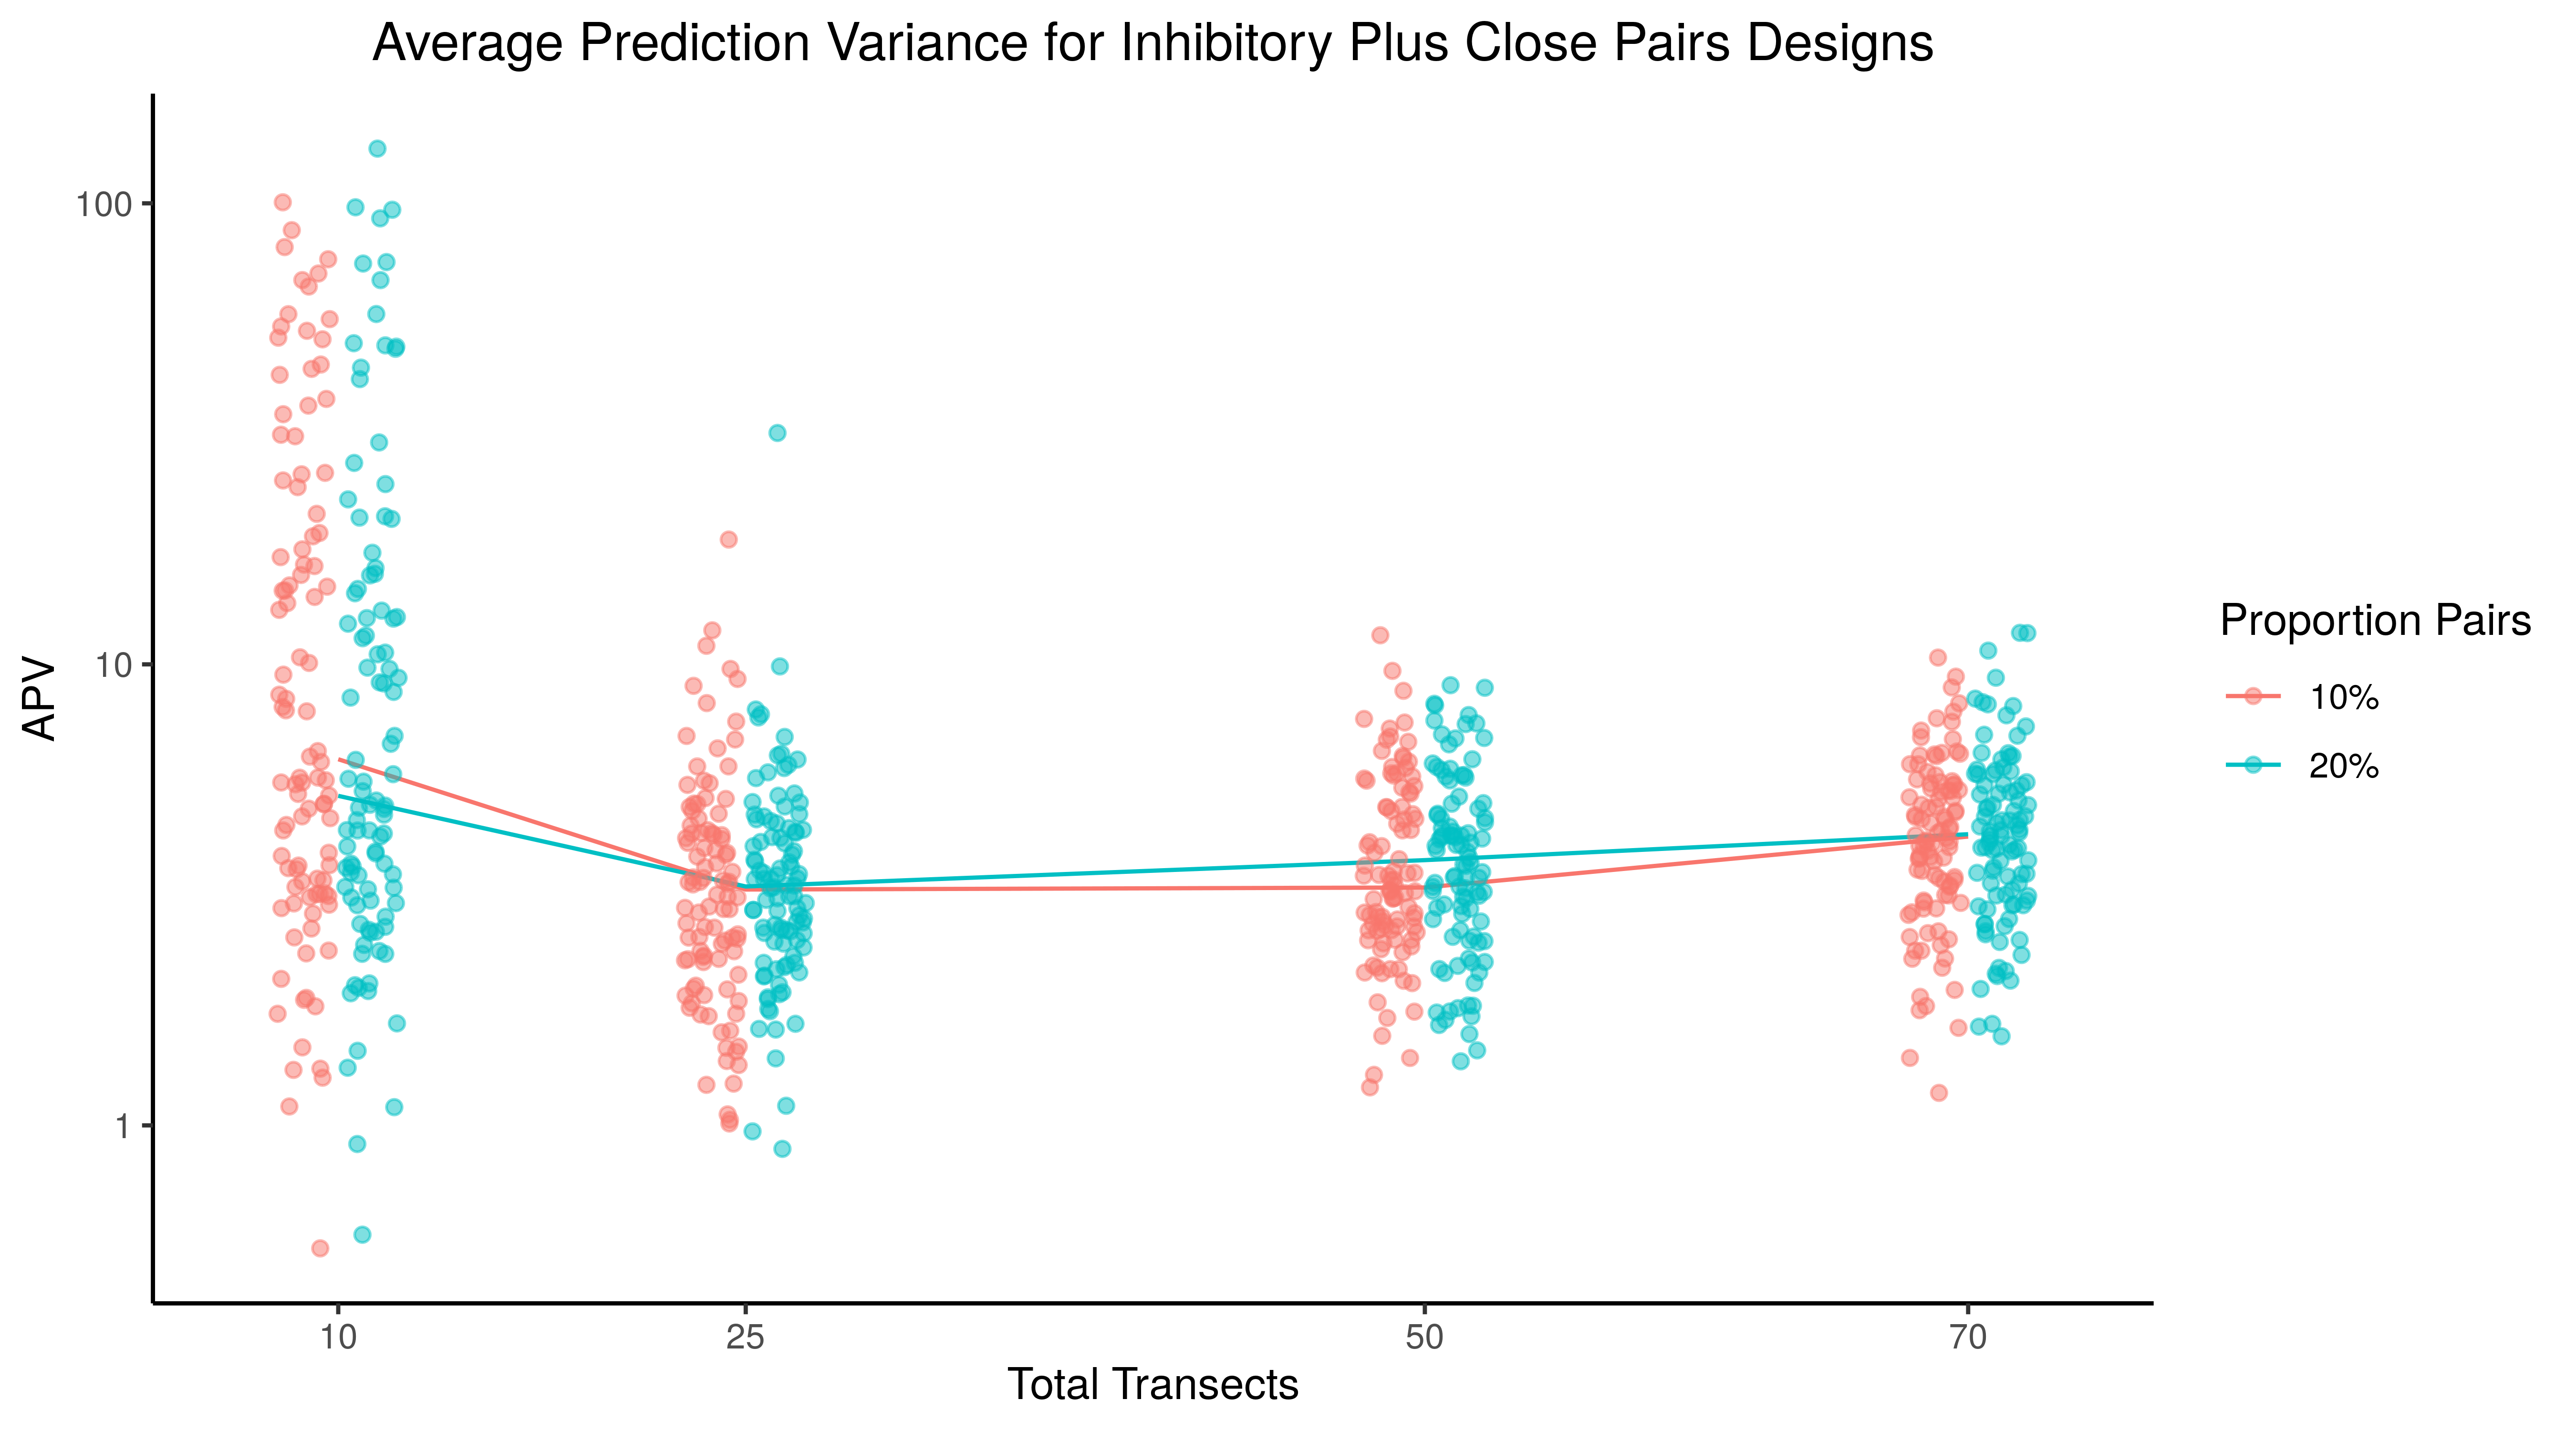 Average Prediction Variance for Inhibitory Plus Close Pairs Designs
APV
100
10
1
10
25
50
70
Total Transects
Proportion Pairs
10%
20%